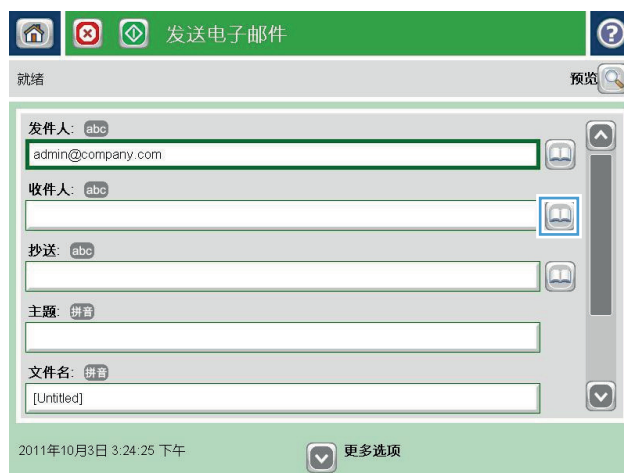 发送电子邮件
?
就绪
预览
发件人: abc
admin@company.com
收件人: abc
抄送: abc
主题: 拼音
文件名: 拼音
[Untitled]
2011年10月3日 3:24:25 下午
更多选项